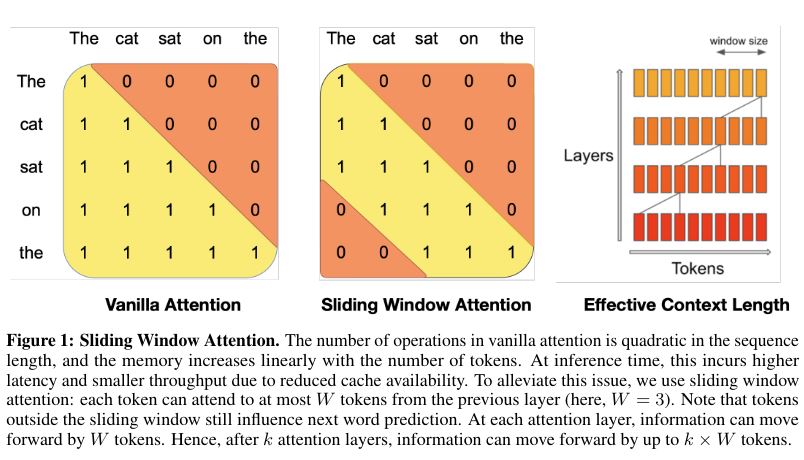 The cat sat on the
The 1 0 0 0 0
cat 1 1 0 0 0
sat 1 1 1 0 0
on 1 1 1 1 0
the 1 1 1 1 1
Vanilla Attention
The cat sat on the
1 0 0 0 0
1 1 0 0 0
1 1 1 0 0
0 1 1 1 0
0 0 1 1 1
Sliding Window Attention
window size
Layers
Tokens
Effective Context Length
Figure 1: Sliding Window Attention. The number of operations in vanilla attention is quadratic in the sequence
length, and the memory increases linearly with the number of tokens. At inference time, this incurs higher
latency and smaller throughput due to reduced cache availability. To alleviate this issue, we use sliding window
attention: each token can attend to at most W tokens from the previous layer (here, W = 3). Note that tokens
outside the sliding window still influence next word prediction. At each attention layer, information can move
forward by W tokens. Hence, after k attention layers, information can move forward by up to k × W tokens.